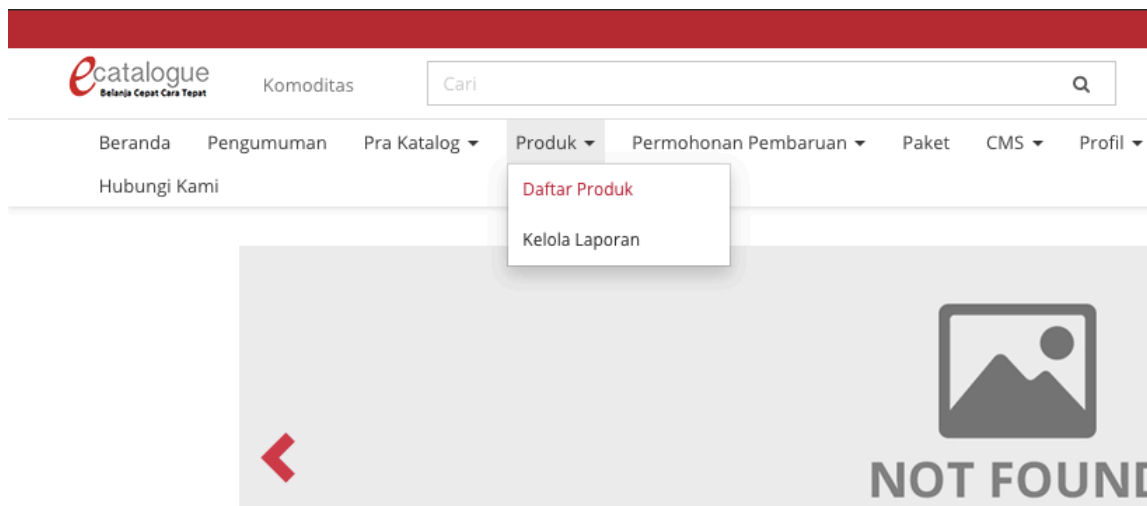 ecatalogue
Belanja Cepat Cara Tepat
Komoditas
Cari
Beranda Pengumuman Pra Katalog Produk Permohonan Pembaruan Paket CMS Profil
Hubungi Kami
Daftar Produk
Kelola Laporan
NOT FOUND